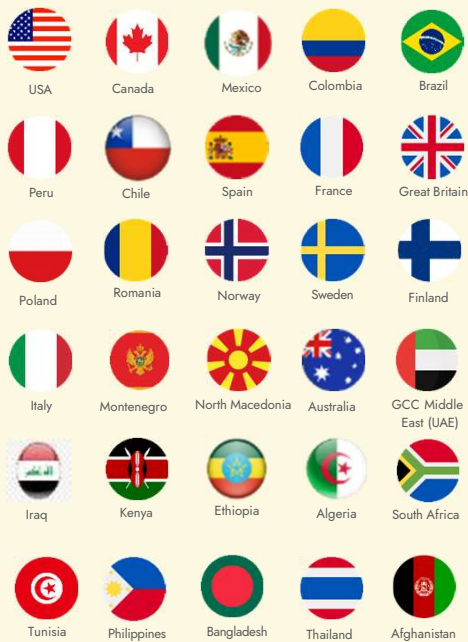 USA Canada Mexico Colombia Brazil
Peru Chile Spain France Great Britain
Poland Romania Norway Sweden Finland
Italy Montenegro North Macedonia Australia GCC Middle
East (UAE)
Iraq Kenya Ethiopia Algeria South Africa
Tunisia Philippines Bangladesh Thailand Afghanistan